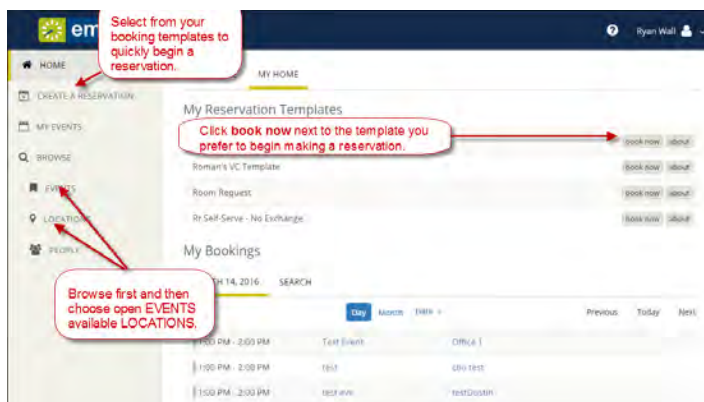 em
Select from your
booking templates to
quickly begin a
reservation.
Ryan Wall
HOME
MY HOME
CREATE A RESERVATION
My Reservation Templates
MY EVENTS
Click book now next to the template you
prefer to begin making a reservation.
book now about
BROWSE
Roman's VC Template
book now about
EVENTS
Room Request
book now about
LOCATIONS
Rr Self-Serve - No Exchange
book now about
PEOPLE
My Bookings
Browse first and then
choose open EVENTS
available LOCATIONS.
H 14, 2016 SEARCH
Day Month Date
Previous Today Next
1:00 PM - 2:00 PM Test Event Office 1
1:00 PM - 2:00 PM test cbo test
1:00 PM - 2:00 PM testDustin